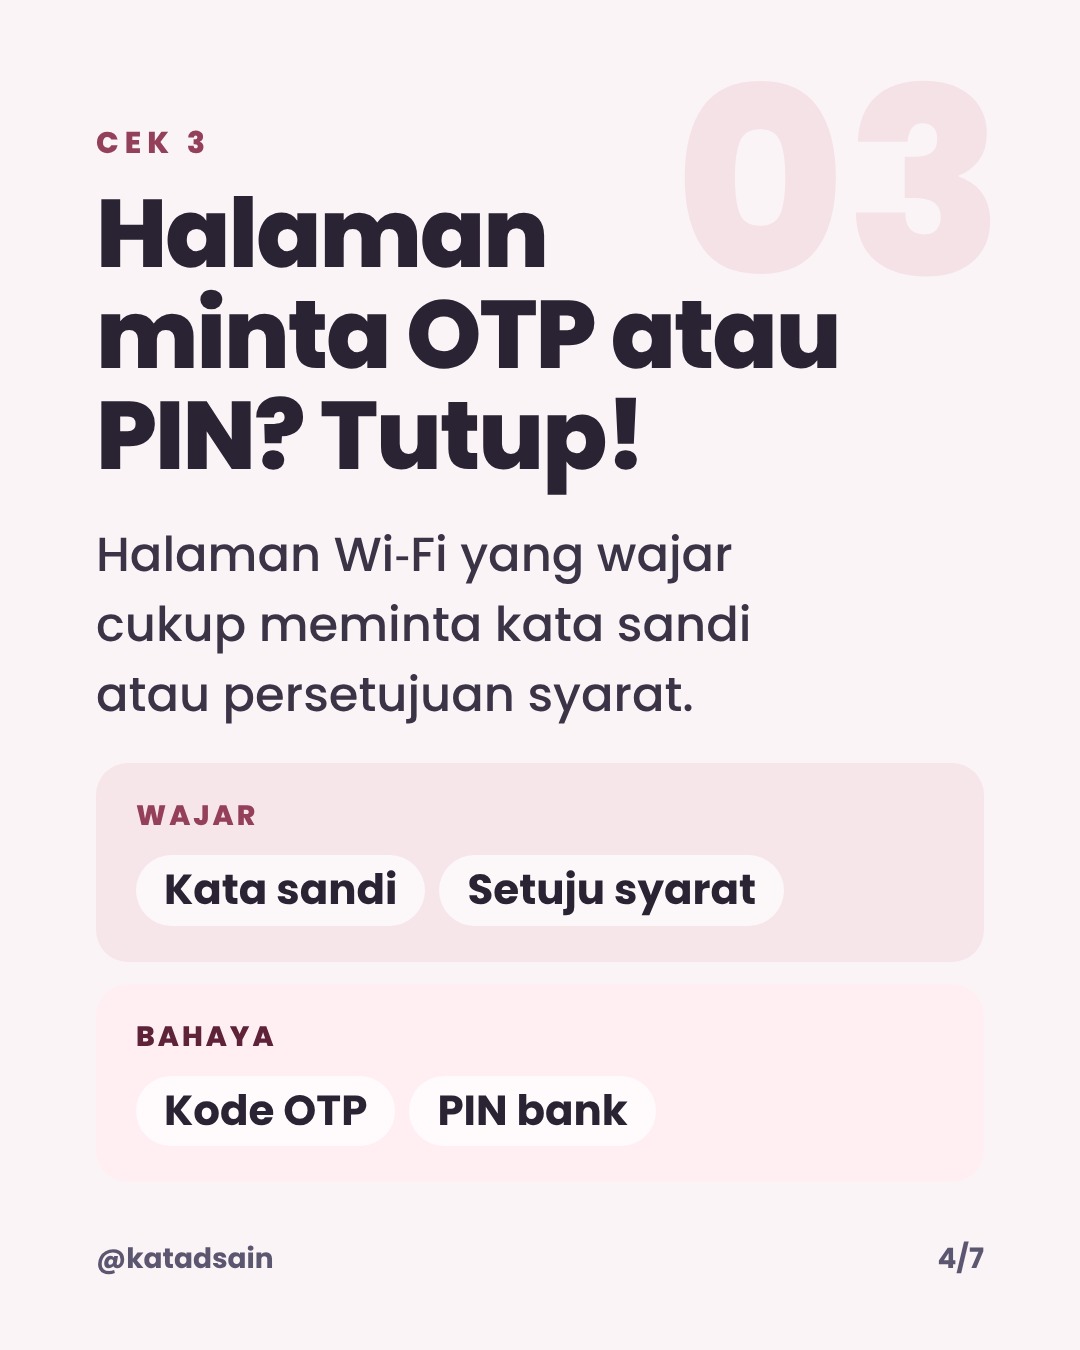 03
CEK 3
Halaman
minta OTP atau
PIN? Tutup!
Halaman Wi-Fi yang wajar
cukup meminta kata sandi
atau persetujuan syarat.
WAJAR
Kata sandi Setuju syarat
BAHAYA
Kode OTP PIN bank
@katadsain 4/7